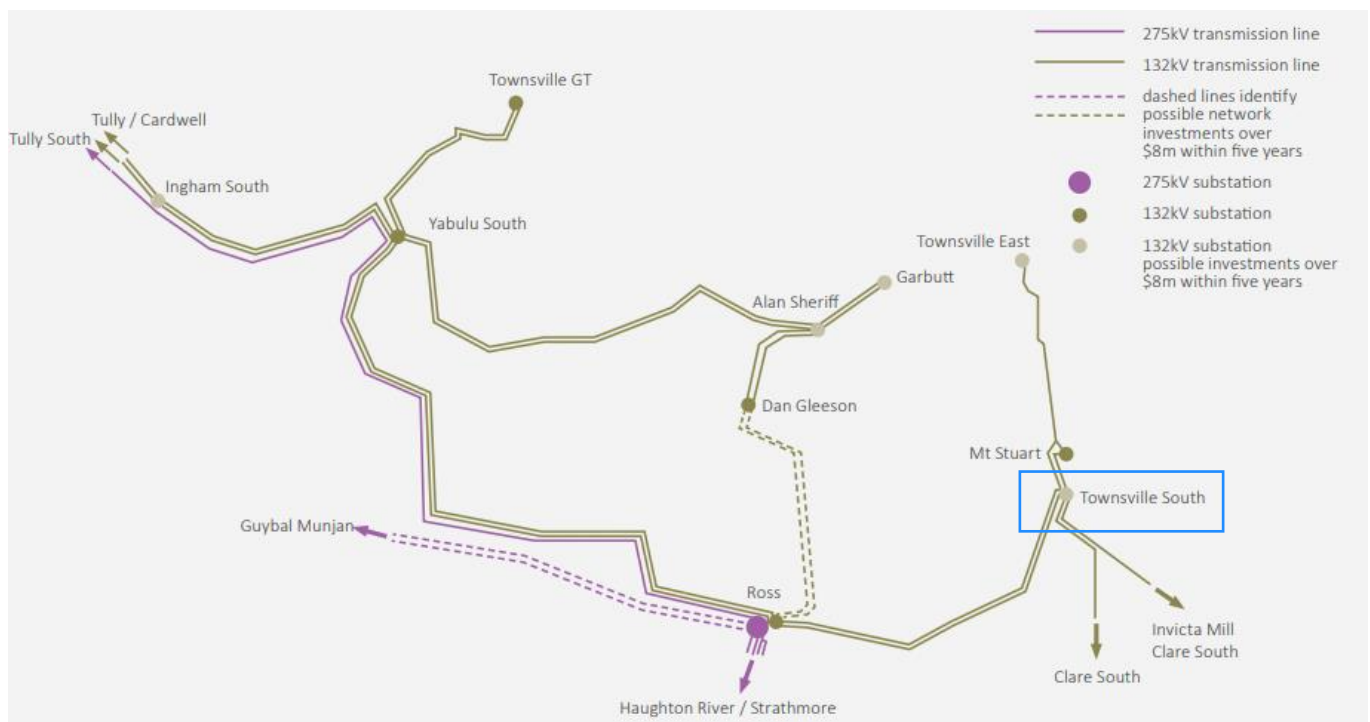 275kV transmission line
132kV transmission line
dashed lines identify
possible network
investments over
$8m within five years
275kV substation
132kV substation
132kV substation
possible investments over
$8m within five years
Townsville GT
Tully / Cardwell
Tully South
Ingham South
Yabulu South
Townsville East
Garbutt
Alan Sheriff
Dan Gleeson
Mt Stuart
Townsville South
Guybal Munjan
Ross
Invicta Mill
Clare South
Clare South
Haughton River / Strathmore